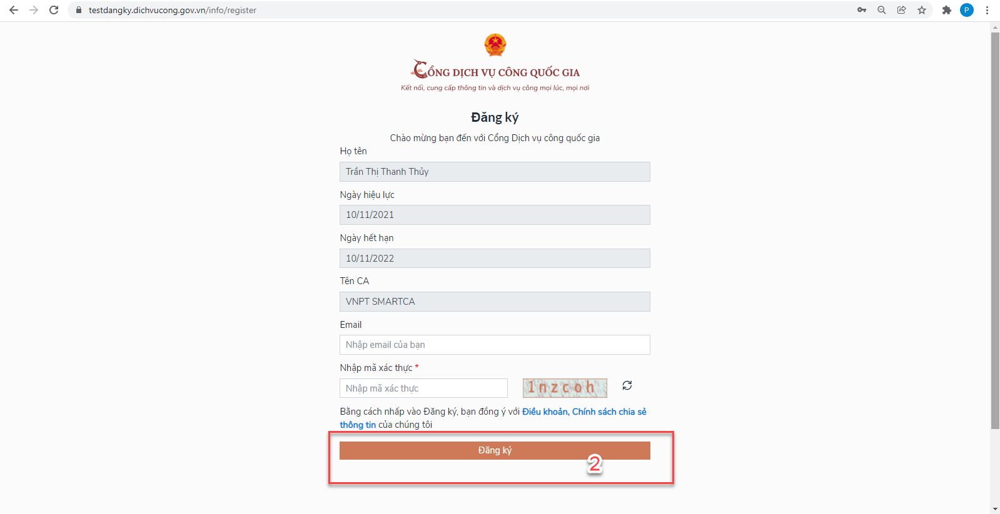 testdangky.dichvucong.gov.vn/info/register
P
CỔNG DỊCH VỤ CÔNG QUỐC GIA
Kết nối, cung cấp thông tin và dịch vụ công mọi lúc, mọi nơi
Đăng ký
Chào mừng bạn đến với Cổng Dịch vụ công quốc gia
Họ tên
Trần Thị Thanh Thủy
Ngày hiệu lực
10/11/2021
Ngày hết hạn
10/11/2022
Tên CA
VNPT SMARTCA
Email
Nhập email của bạn
Nhập mã xác thực *
Nhập mã xác thực
1nzcoh
Bằng cách nhấp vào Đăng ký, bạn đồng ý với Điều khoản, Chính sách chia sẻ
thông tin của chúng tôi
Đăng ký
2